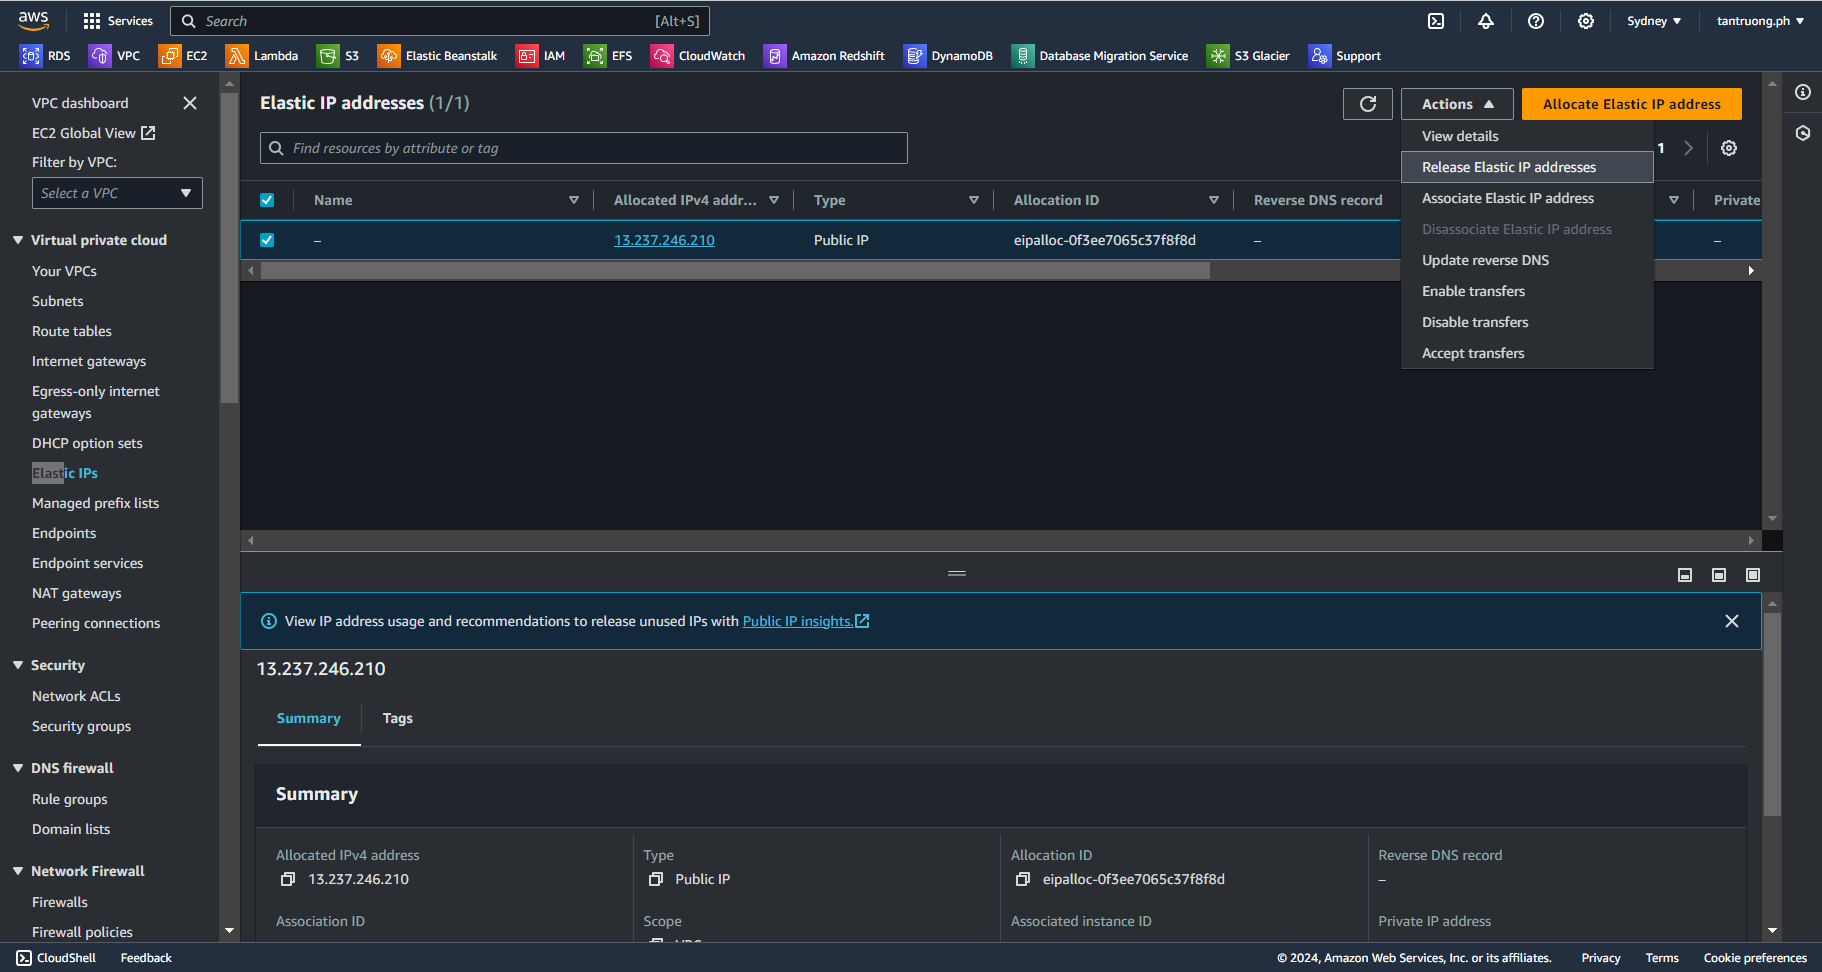 aws
Services
Search
[Alt+S]
Sydney
tantruong.ph
RDS
VPC
EC2
Lambda
S3
Elastic Beanstalk
IAM
EFS
CloudWatch
Amazon Redshift
DynamoDB
Database Migration Service
S3 Glacier
Support
VPC dashboard
EC2 Global View
Filter by VPC:
Select a VPC
Virtual private cloud
Your VPCs
Subnets
Route tables
Internet gateways
Egress-only internet
gateways
DHCP option sets
Elastic IPs
Managed prefix lists
Endpoints
Endpoint services
NAT gateways
Peering connections
Security
Network ACLs
Security groups
DNS firewall
Rule groups
Domain lists
Network Firewall
Firewalls
Firewall policies
Elastic IP addresses (1/1)
Actions
Allocate Elastic IP address
Find resources by attribute or tag
1
View details
Release Elastic IP addresses
Associate Elastic IP address
Disassociate Elastic IP address
Update reverse DNS
Enable transfers
Disable transfers
Accept transfers
Name
Allocated IPv4 addr...
Type
Allocation ID
Reverse DNS record
Private
–
13.237.246.210
Public IP
eipalloc-0f3ee7065c37f8f8d
–
–
View IP address usage and recommendations to release unused IPs with Public IP insights.
13.237.246.210
Summary
Tags
Summary
Allocated IPv4 address
13.237.246.210
Type
Public IP
Allocation ID
eipalloc-0f3ee7065c37f8f8d
Reverse DNS record
–
Association ID
Scope
VPC
Associated instance ID
Private IP address
CloudShell
Feedback
© 2024, Amazon Web Services, Inc. or its affiliates.
Privacy
Terms
Cookie preferences